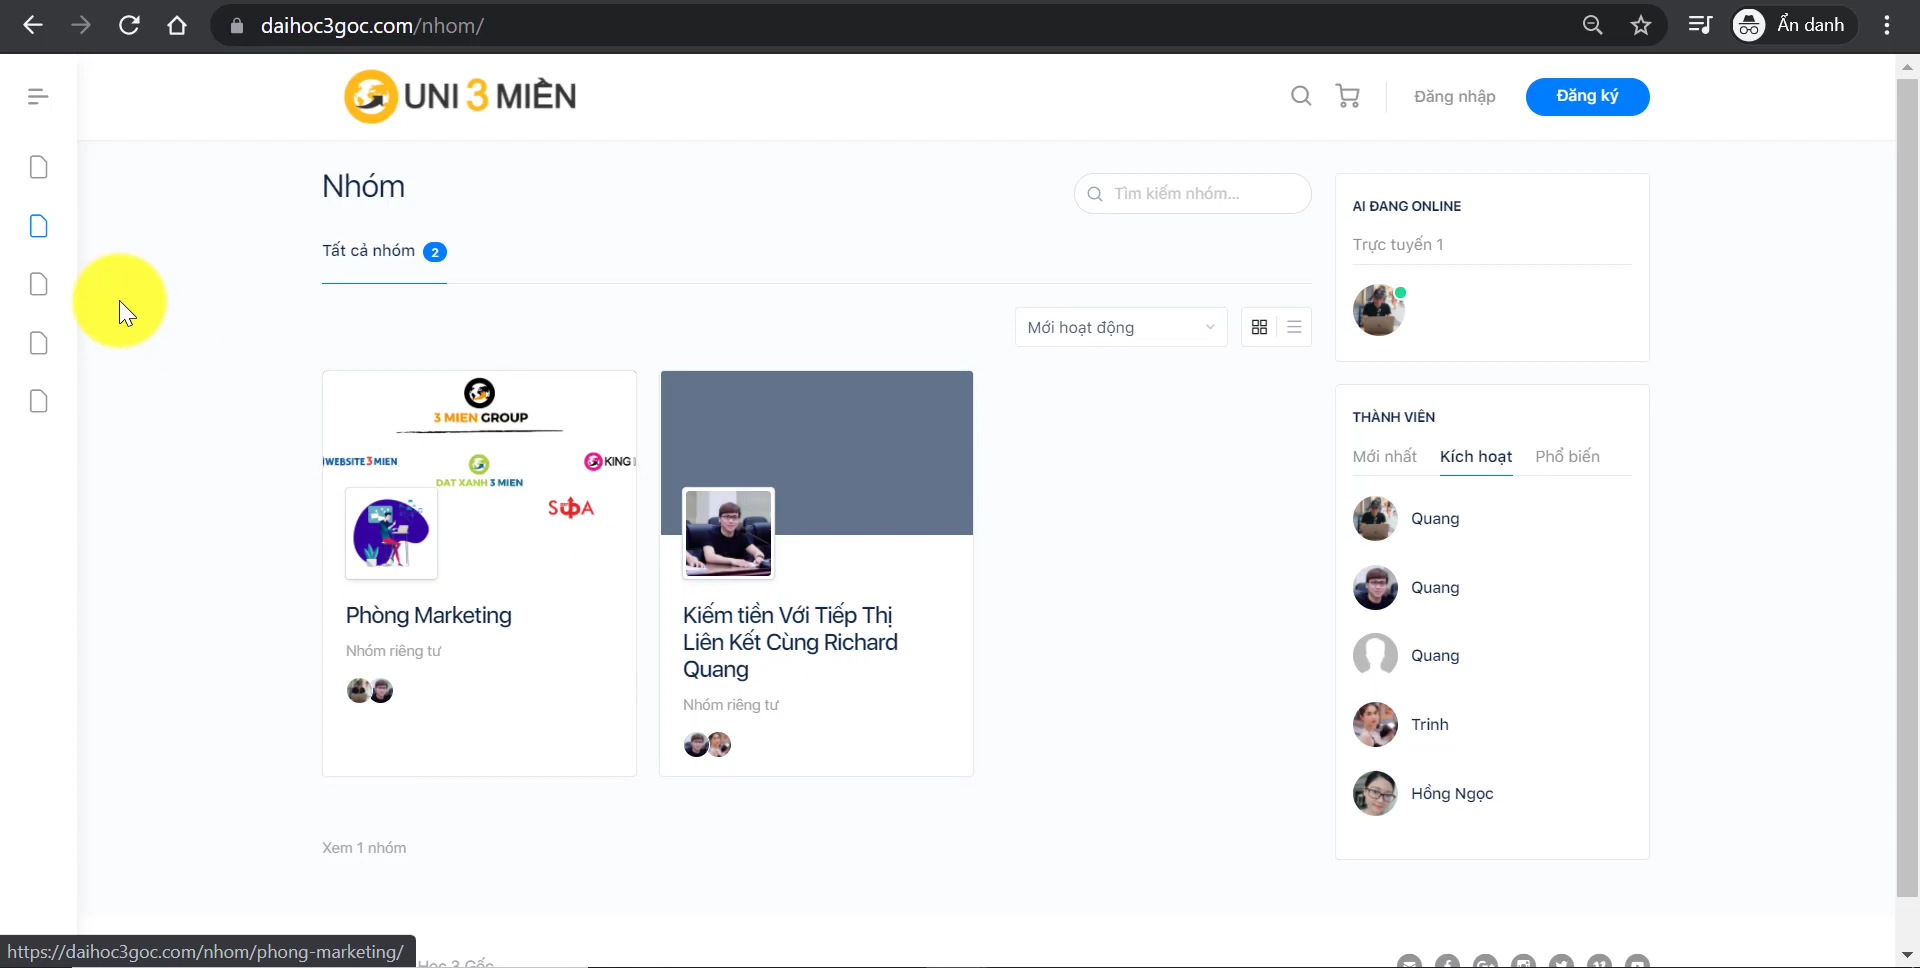 daihoc3goc.com/nhom/
Ẩn danh
UNI 3 MIỀN
Đăng nhập
Đăng ký
Nhóm
Tìm kiếm nhóm...
Tất cả nhóm 2
Mới hoạt động
3 MIEN GROUP
WEBSITE3MIEN
DAT XANH 3 MIEN
KING
Phòng Marketing
Nhóm riêng tư
Kiếm tiền Với Tiếp Thị
Liên Kết Cùng Richard
Quang
Nhóm riêng tư
Xem 1 nhóm
AI ĐANG ONLINE
Trực tuyến 1
THÀNH VIÊN
Mới nhất Kích hoạt Phổ biến
Quang
Quang
Quang
Trinh
Hồng Ngọc
https://daihoc3goc.com/nhom/phong-marketing/
Học 3 Gốc